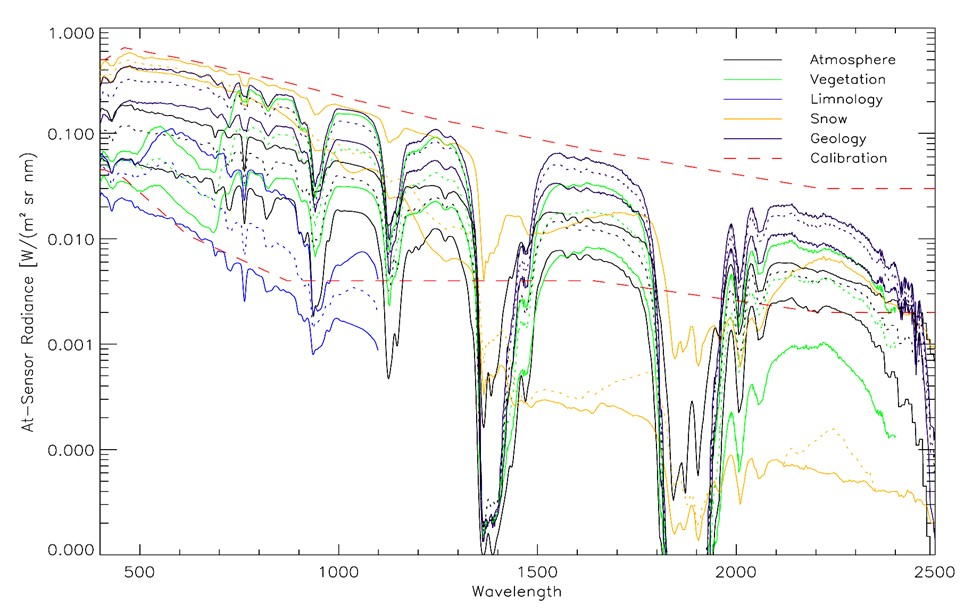 1.000
0.100
0.010
0.001
0.000
0.000
At-Sensor Radiance [W/(m² sr nm)]
Atmosphere
Vegetation
Limnology
Snow
Geology
Calibration
500 1000 1500 2000 2500
Wavelength